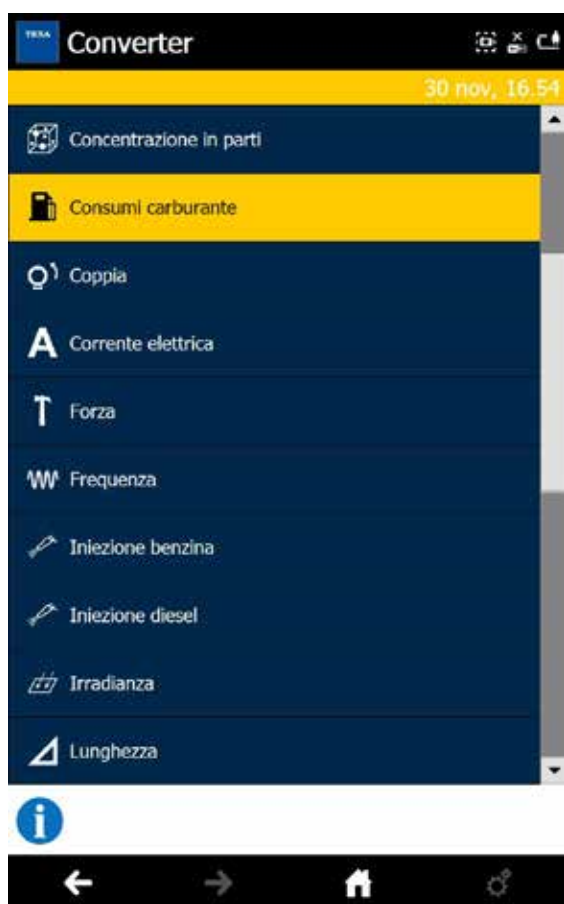 TEXA
Converter
30 nov, 16.54
Concentrazione in parti
Consumi carburante
Coppia
A Corrente elettrica
Forza
Frequenza
Iniezione benzina
Iniezione diesel
Irradianza
Lunghezza